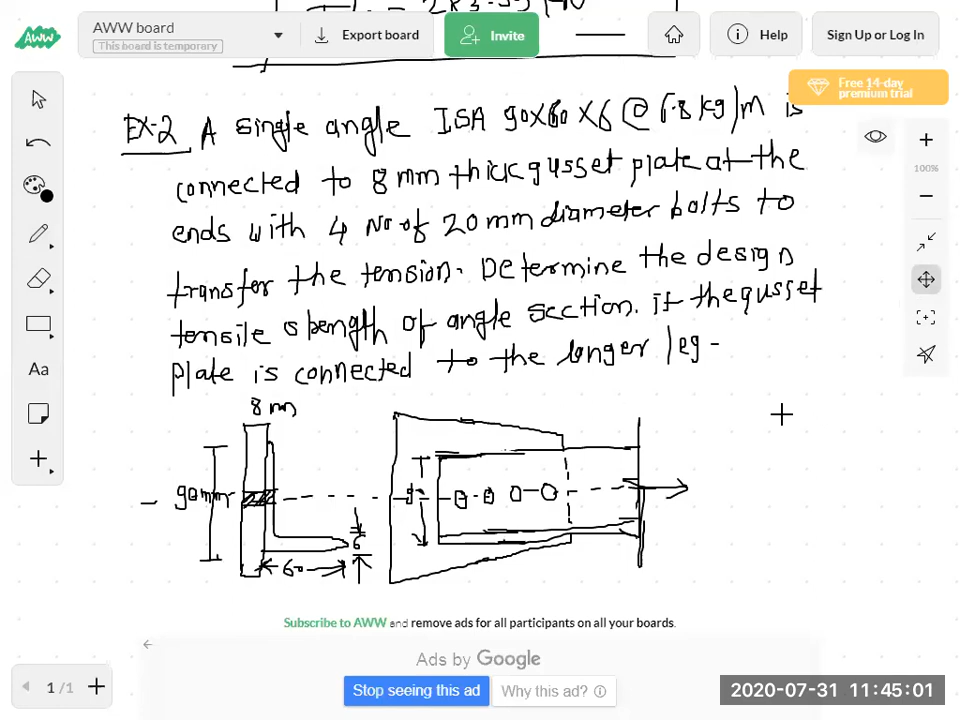 AWW board
This board is temporary
Export board
Invite
Help
Sign Up or Log In
Free 14-day
premium trial
EX-2 A single angle ISA 90x60x6 @ 6.8 kg/m is
connected to 8 mm thick gusset plate at the
ends with 4 No of 20 mm diameter bolts to
transfer the tension. Determine the design
tensile strength of angle section. if the gusset
plate is connected to the longer leg -
8 mm
90mm
6
60
100%
Aa
Subscribe to AWW and remove ads for all participants on all your boards.
1 /1
Ads by Google
Stop seeing this ad
Why this ad?
2020-07-31 11:45:01